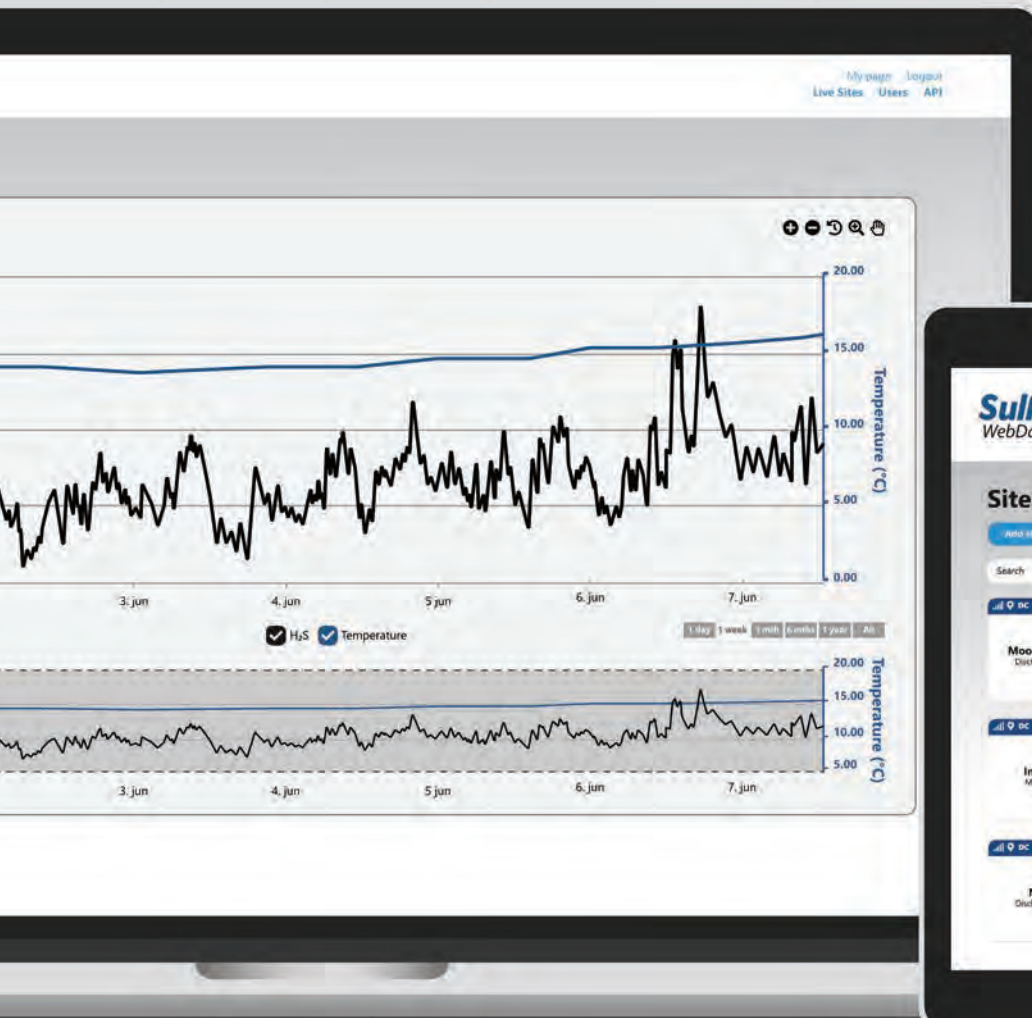 My page Logout
Live Sites Users API
20.00
15.00
10.00
5.00
0.00
Temperature (°C)
3. jun 4. jun 5 jun 6. jun 7. jun
H₂S Temperature
1 day 1 week 1 mth 6 mths 1 year All
20.00
15.00
10.00
5.00
Temperature (°C)
3. jun 4. jun 5 jun 6. jun 7. jun
Site
Search
DC
DC
DC